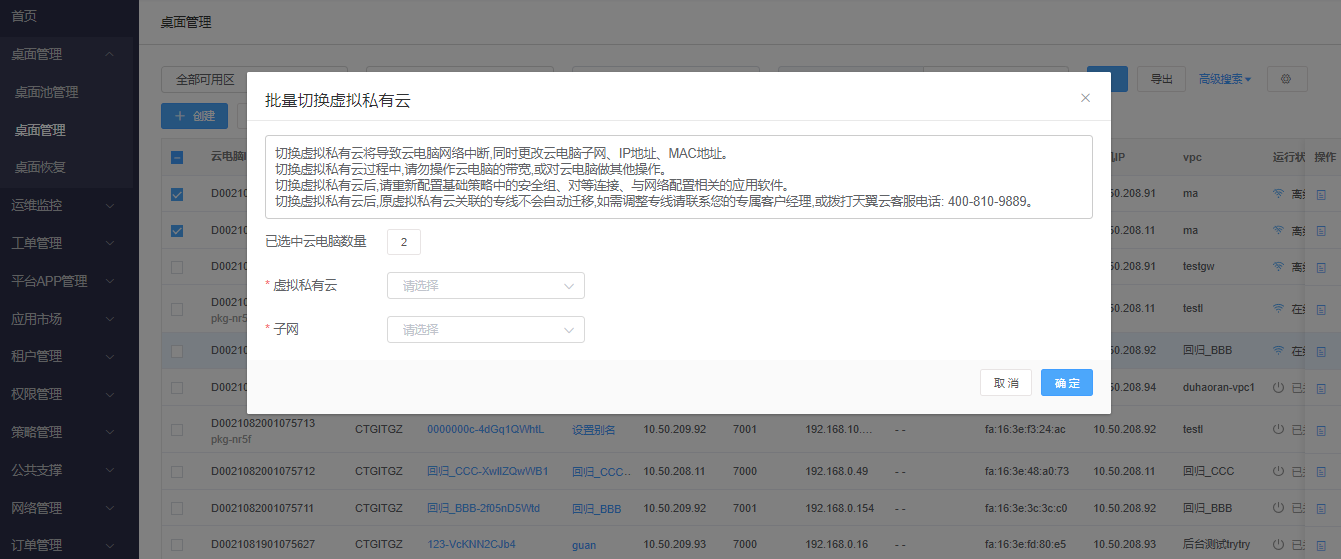 首页
桌面管理
桌面池管理
桌面管理
桌面恢复
运维监控
工单管理
平台APP管理
应用市场
租户管理
权限管理
策略管理
公共支撑
网络管理
订单管理
桌面管理
全部可用区
导出
高级搜索
+ 创建
批量切换虚拟私有云
切换虚拟私有云将导致云电脑网络中断,同时更改云电脑子网、IP地址、MAC地址。
切换虚拟私有云过程中,请勿操作云电脑的带宽,或对云电脑做其他操作。
切换虚拟私有云后,请重新配置基础策略中的安全组、对等连接、与网络配置相关的应用软件。
切换虚拟私有云后,原虚拟私有云关联的专线不会自动迁移,如需调整专线请联系您的专属客户经理,或拨打天翼云客服电话: 400-810-9889。
已选中云电脑数量 2
* 虚拟私有云 请选择
* 子网 请选择
取消 确定
云电脑 IP vpc 运行状 操作
D00210 50.208.91 ma 离
D00210 50.208.11 ma 离
D00210 testgw 离
D00210 50.208.11 testl 在
pkg-nr5
D00210 50.208.92 回归_BBB 在
D00210 50.208.94 duhaoran-vpc1 已
D0021082001075713 CTGITGZ 0000000c-4dGq1QWhtL 设置别名 10.50.209.92 7001 192.168.10.... - - fa:16:3e:f3:24:ac 10.50.208.92 testl 已
pkg-nr5f
D0021082001075712 CTGITGZ 回归_CCC-XwIlZQwWB1 回归_CCC... 10.50.208.11 7000 192.168.0.49 - - fa:16:3e:48:a0:73 10.50.208.11 回归_CCC 已
D0021082001075711 CTGITGZ 回归_BBB-2f05nD5Wtd 回归_BBB 10.50.209.92 7000 192.168.0.154 - - fa:16:3e:3c:3c:c0 10.50.208.92 回归_BBB 已
D0021081901075627 CTGITGZ 123-VcKNN2CJb4 guan 10.50.209.93 7000 192.168.0.16 - - fa:16:3e:fd:80:e5 10.50.208.93 后台测试trytry 已